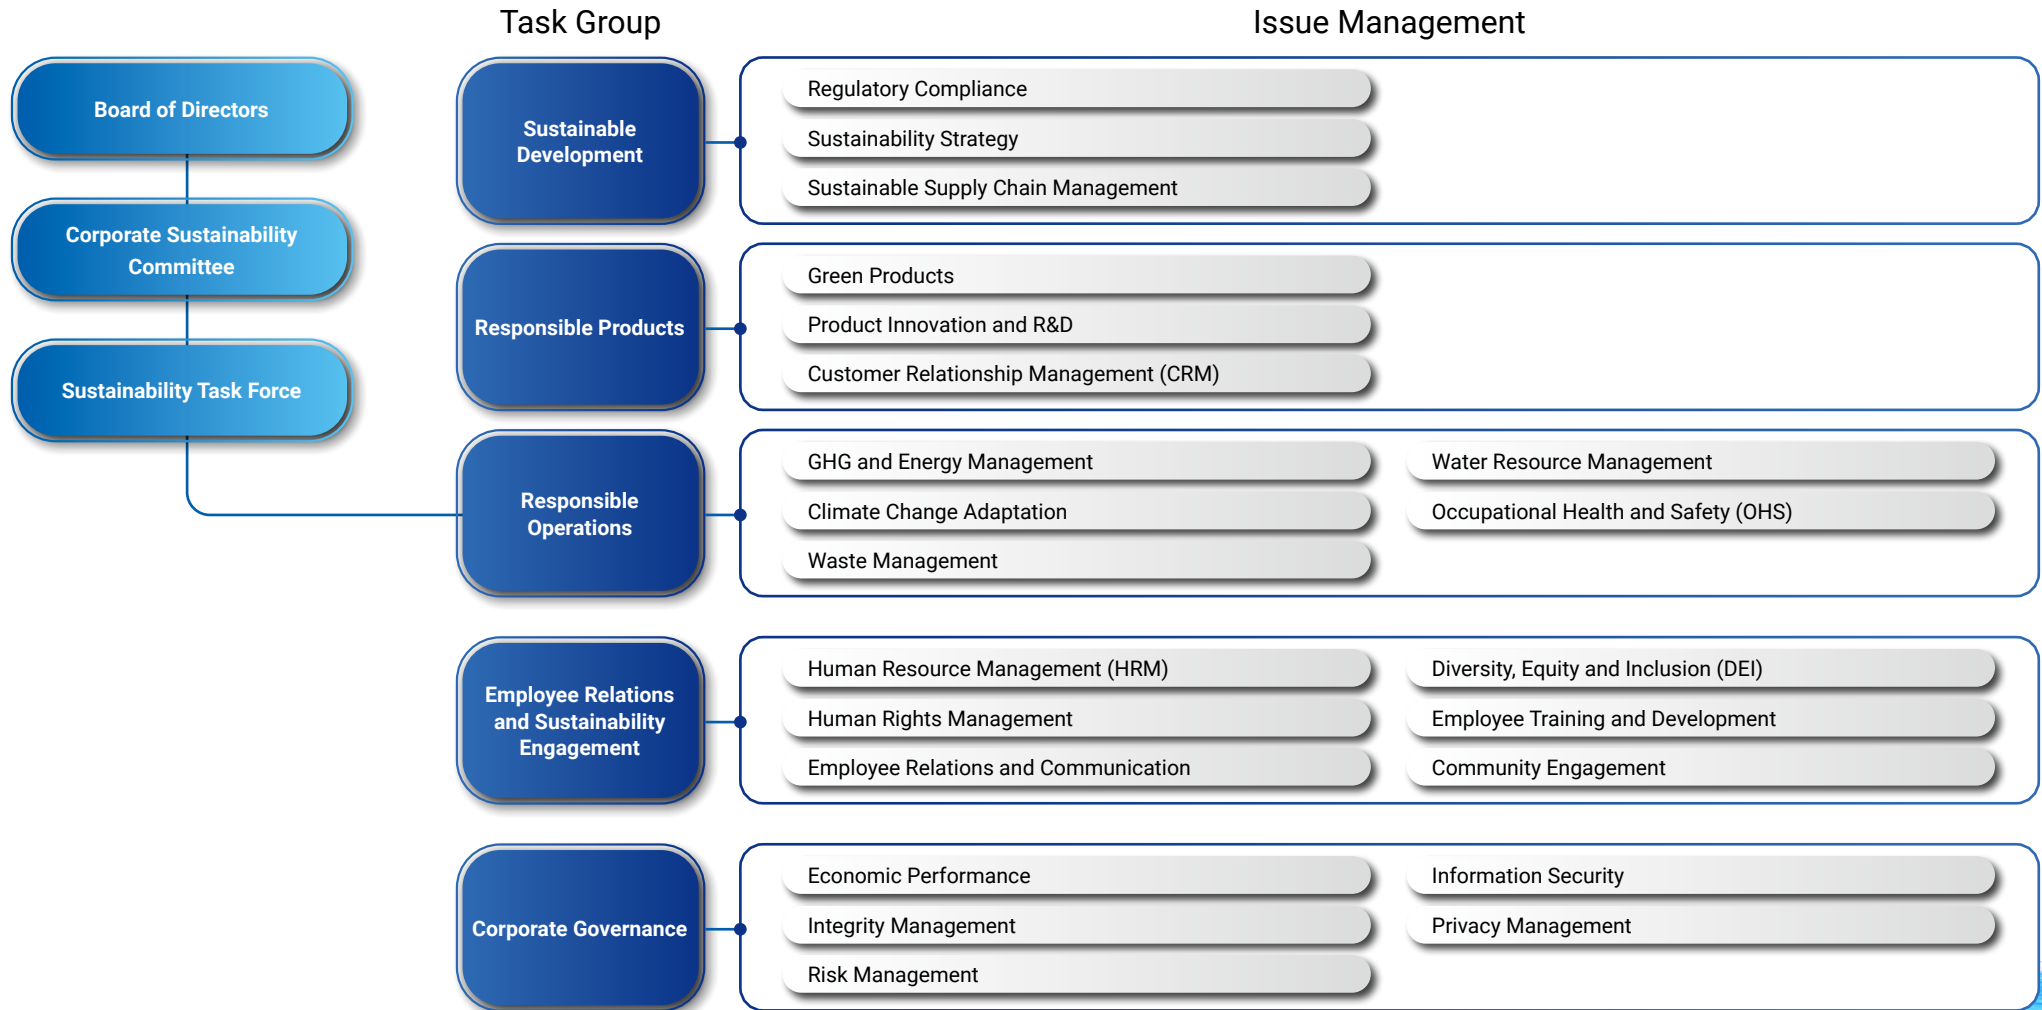 Task Group
Issue Management
Board of Directors
Corporate Sustainability
Committee
Sustainability Task Force
Sustainable
Development
Regulatory Compliance
Sustainability Strategy
Sustainable Supply Chain Management
Responsible Products
Green Products
Product Innovation and R&D
Customer Relationship Management (CRM)
Responsible
Operations
GHG and Energy Management
Climate Change Adaptation
Waste Management
Water Resource Management
Occupational Health and Safety (OHS)
Employee Relations
and Sustainability
Engagement
Human Resource Management (HRM)
Human Rights Management
Employee Relations and Communication
Diversity, Equity and Inclusion (DEI)
Employee Training and Development
Community Engagement
Corporate Governance
Economic Performance
Integrity Management
Risk Management
Information Security
Privacy Management